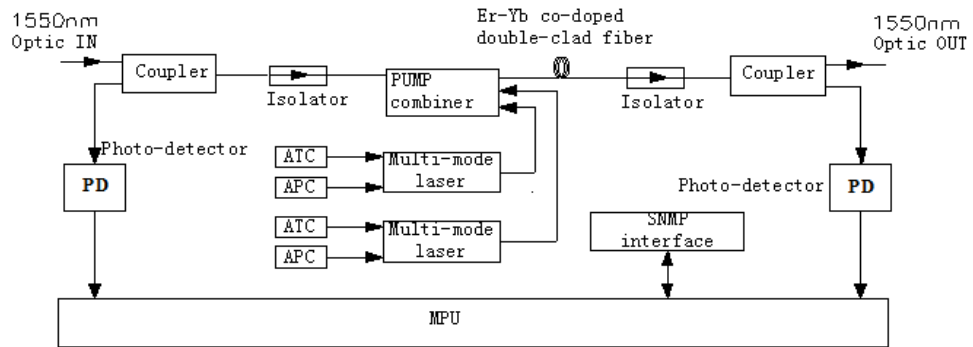 1550nm
Optic IN
Er-Yb co-doped
double-clad fiber
1550nm
Optic OUT
Coupler
Isolator
PUMP
combiner
Isolator
Coupler
Photo-detector
PD
ATC
APC
Multi-mode
laser
ATC
APC
Multi-mode
laser
SNMP
interface
Photo-detector
PD
MPU